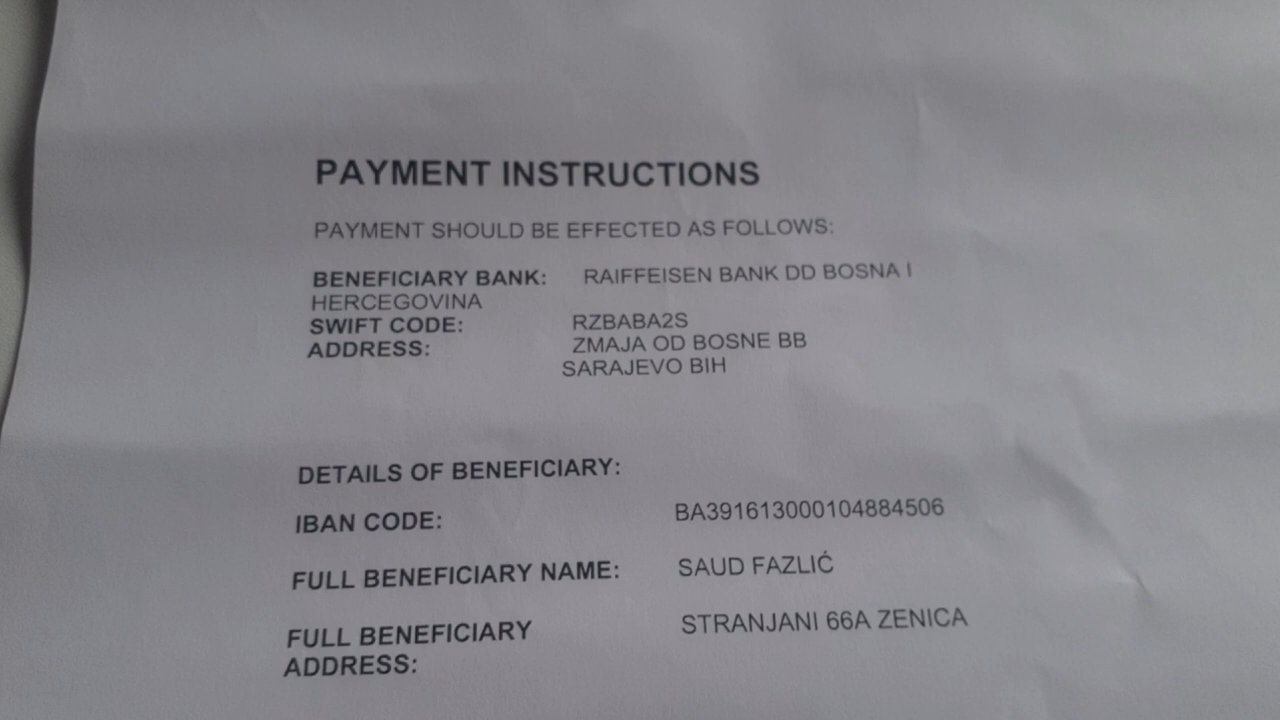 PAYMENT INSTRUCTIONS
PAYMENT SHOULD BE EFFECTED AS FOLLOWS:
BENEFICIARY BANK: RAIFFEISEN BANK DD BOSNA I
HERCEGOVINA
SWIFT CODE: RZBABA2S
ADDRESS: ZMAJA OD BOSNE BB
SARAJEVO BIH
DETAILS OF BENEFICIARY:
IBAN CODE: BA391613000104884506
FULL BENEFICIARY NAME: SAUD FAZLIĆ
FULL BENEFICIARY STRANJANI 66A ZENICA
ADDRESS: